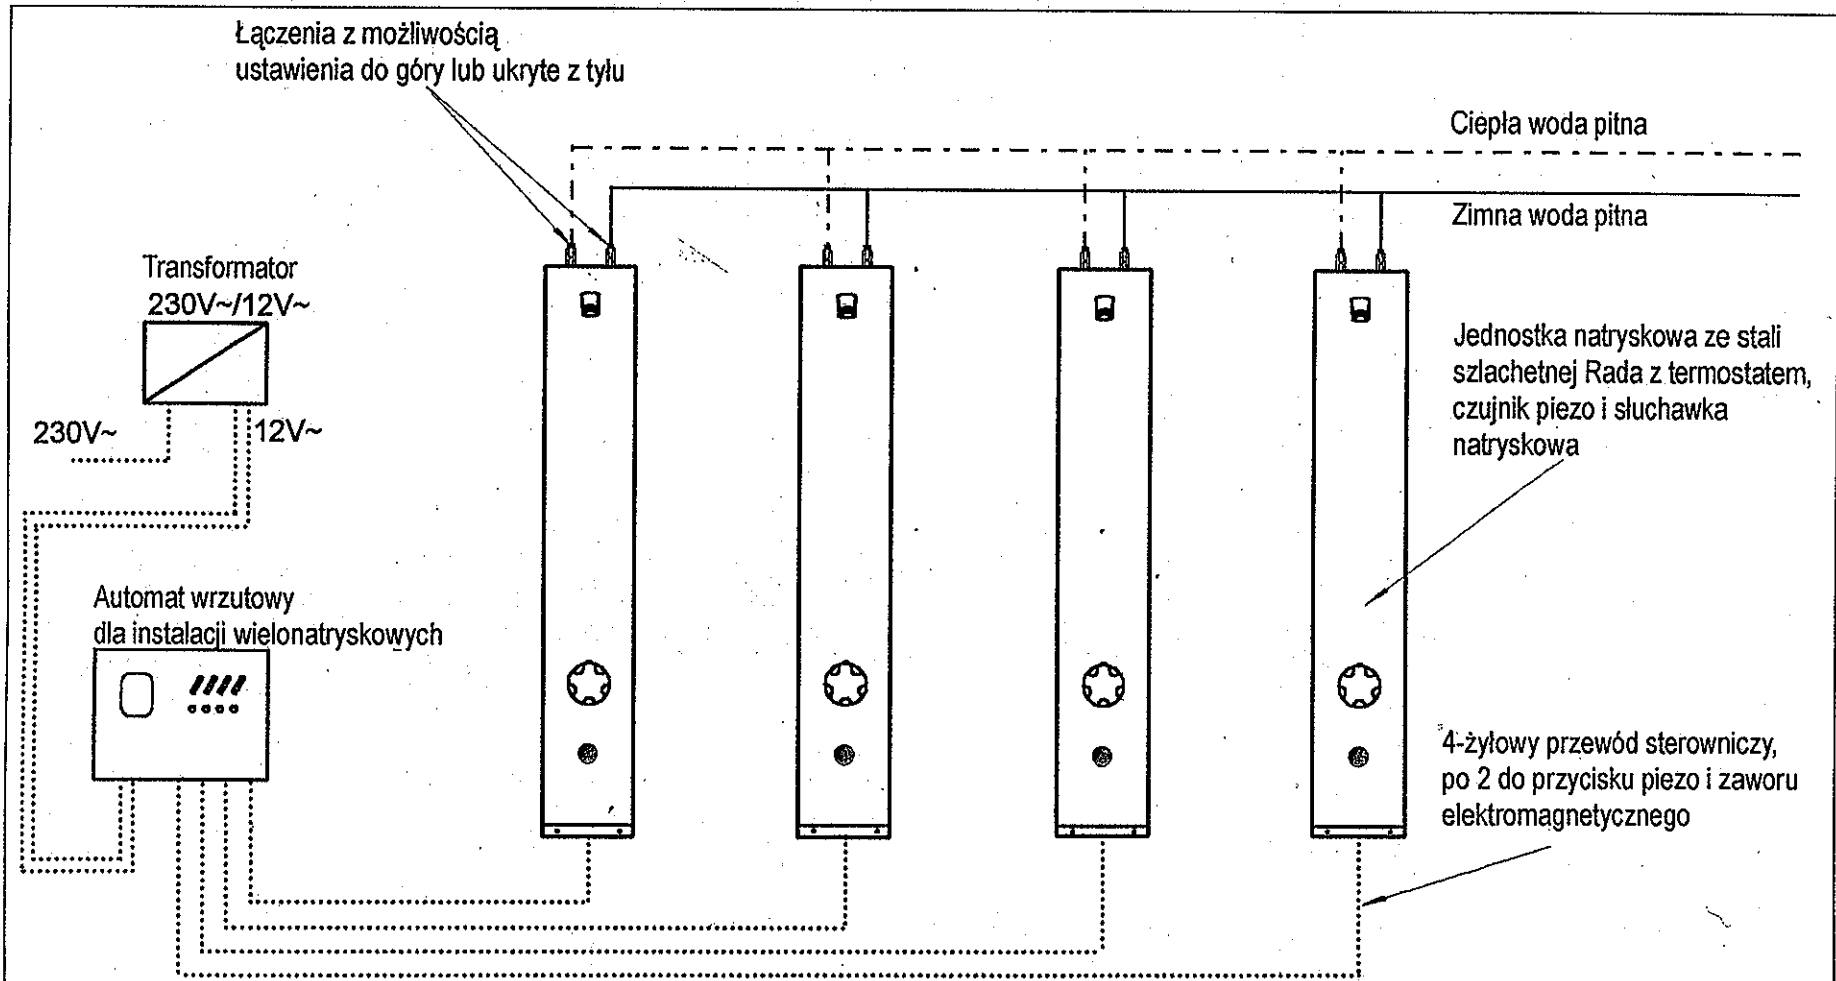 Łączenia z możliwością
ustawienia do góry lub ukryte z tyłu
Ciepła woda pitna
Zimna woda pitna
Transformator
230V~/12V~
230V~
12V~
Jednostka natryskowa ze stali
szlachetnej Rada z termostatem,
czujnik piezo i słuchawka
natryskowa
Automat wrzutowy
dla instalacji wielonatryskowych
4-żyłowy przewód sterowniczy,
po 2 do przycisku piezo i zaworu
elektromagnetycznego